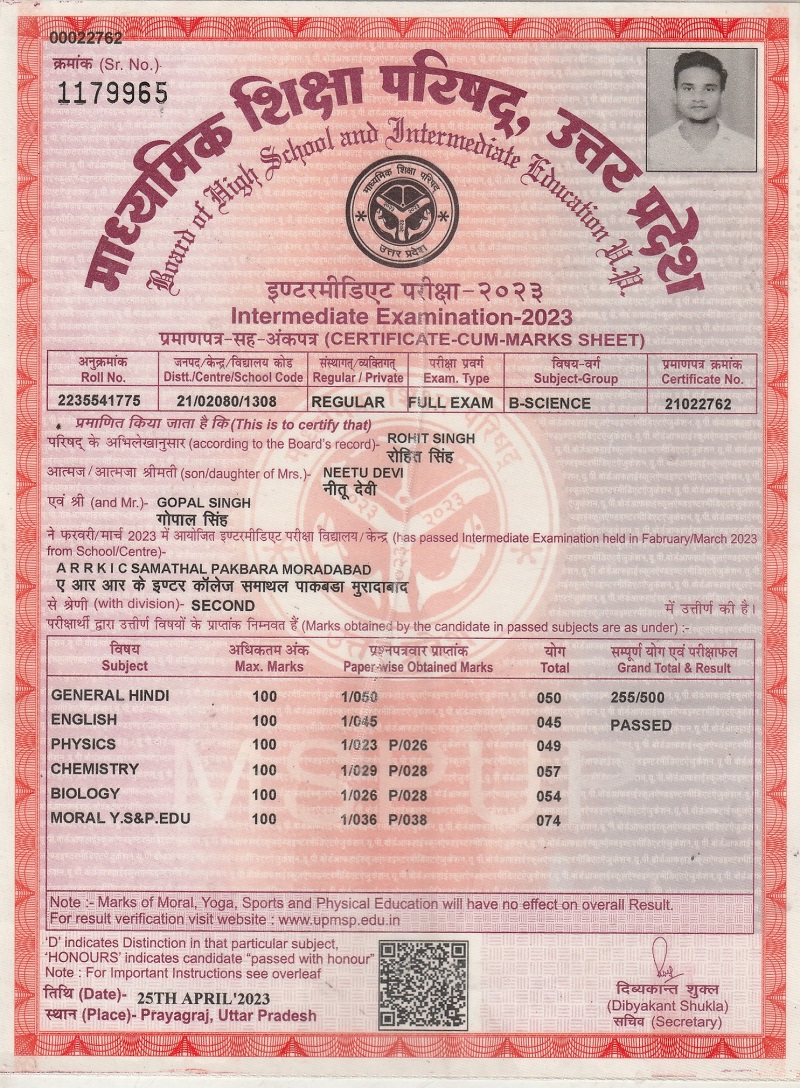 00022762
क्रमांक (Sr. No.)
1179965
माध्यमिक शिक्षा परिषद्, उत्तर प्रदेश
Board of High School and Intermediate Education U.P.
माध्यमिक शिक्षा परिषद
उत्तर प्रदेश
इण्टरमीडिएट परीक्षा-२०२३
Intermediate Examination-2023
प्रमाणपत्र-सह-अंकपत्र (CERTIFICATE-CUM-MARKS SHEET)
अनुक्रमांक जनपद/केन्द्र/विद्यालय कोड संस्थागत/व्यक्तिगत परीक्षा प्रवर्ग विषय-वर्ग प्रमाणपत्र क्रमांक
Roll No. Distt./Centre/School Code Regular / Private Exam. Type Subject-Group Certificate No.
2235541775 21/02080/1308 REGULAR FULL EXAM B-SCIENCE 21022762
प्रमाणित किया जाता है कि (This is to certify that)
परिषद् के अभिलेखानुसार (according to the Board's record)- ROHIT SINGH
रोहित सिंह
आत्मज/आत्मजा श्रीमती (son/daughter of Mrs.)- NEETU DEVI
नीतू देवी
एवं श्री (and Mr.)- GOPAL SINGH
गोपाल सिंह
ने फरवरी/मार्च 2023 में आयोजित इण्टरमीडिएट परीक्षा विद्यालय/केन्द्र (has passed Intermediate Examination held in Fabruary/March 2023
from School/Centre)-
A R R K I C SAMATHAL PAKBARA MORADABAD
ए आर आर के इण्टर कॉलेज समाथल पाकबडा मुरादाबाद
से श्रेणी (with division)- SECOND में उत्तीर्ण की है।
परीक्षार्थी द्वारा उत्तीर्ण विषयों के प्राप्तांक निम्नवत हैं (Marks obtained by the candidate in passed subjects are as under) :-
विषय अधिकतम अंक प्रश्नपत्रवार प्राप्तांक योग सम्पूर्ण योग एवं परीक्षाफल
Subject Max. Marks Paper-wise Obtained Marks Total Grand Total & Result
GENERAL HINDI 100 1/050 050 255/500
ENGLISH 100 1/045 045 PASSED
PHYSICS 100 1/023 P/026 049
CHEMISTRY 100 1/029 P/028 057
BIOLOGY 100 1/026 P/028 054
MORAL Y.S&P.EDU 100 1/036 P/038 074
MSPUP
Note :- Marks of Moral, Yoga, Sports and Physical Education will have no effect on overall Result.
For result verification visit website : www.upmsp.edu.in
'D' indicates Distinction in that particular subject,
'HONOURS' indicates candidate "passed with honour"
Note : For Important Instructions see overleaf
तिथि (Date)- 25TH APRIL'2023
स्थान (Place)- Prayagraj, Uttar Pradesh
दिब्यकान्त शुक्ल
(Dibyakant Shukla)
सचिव (Secretary)